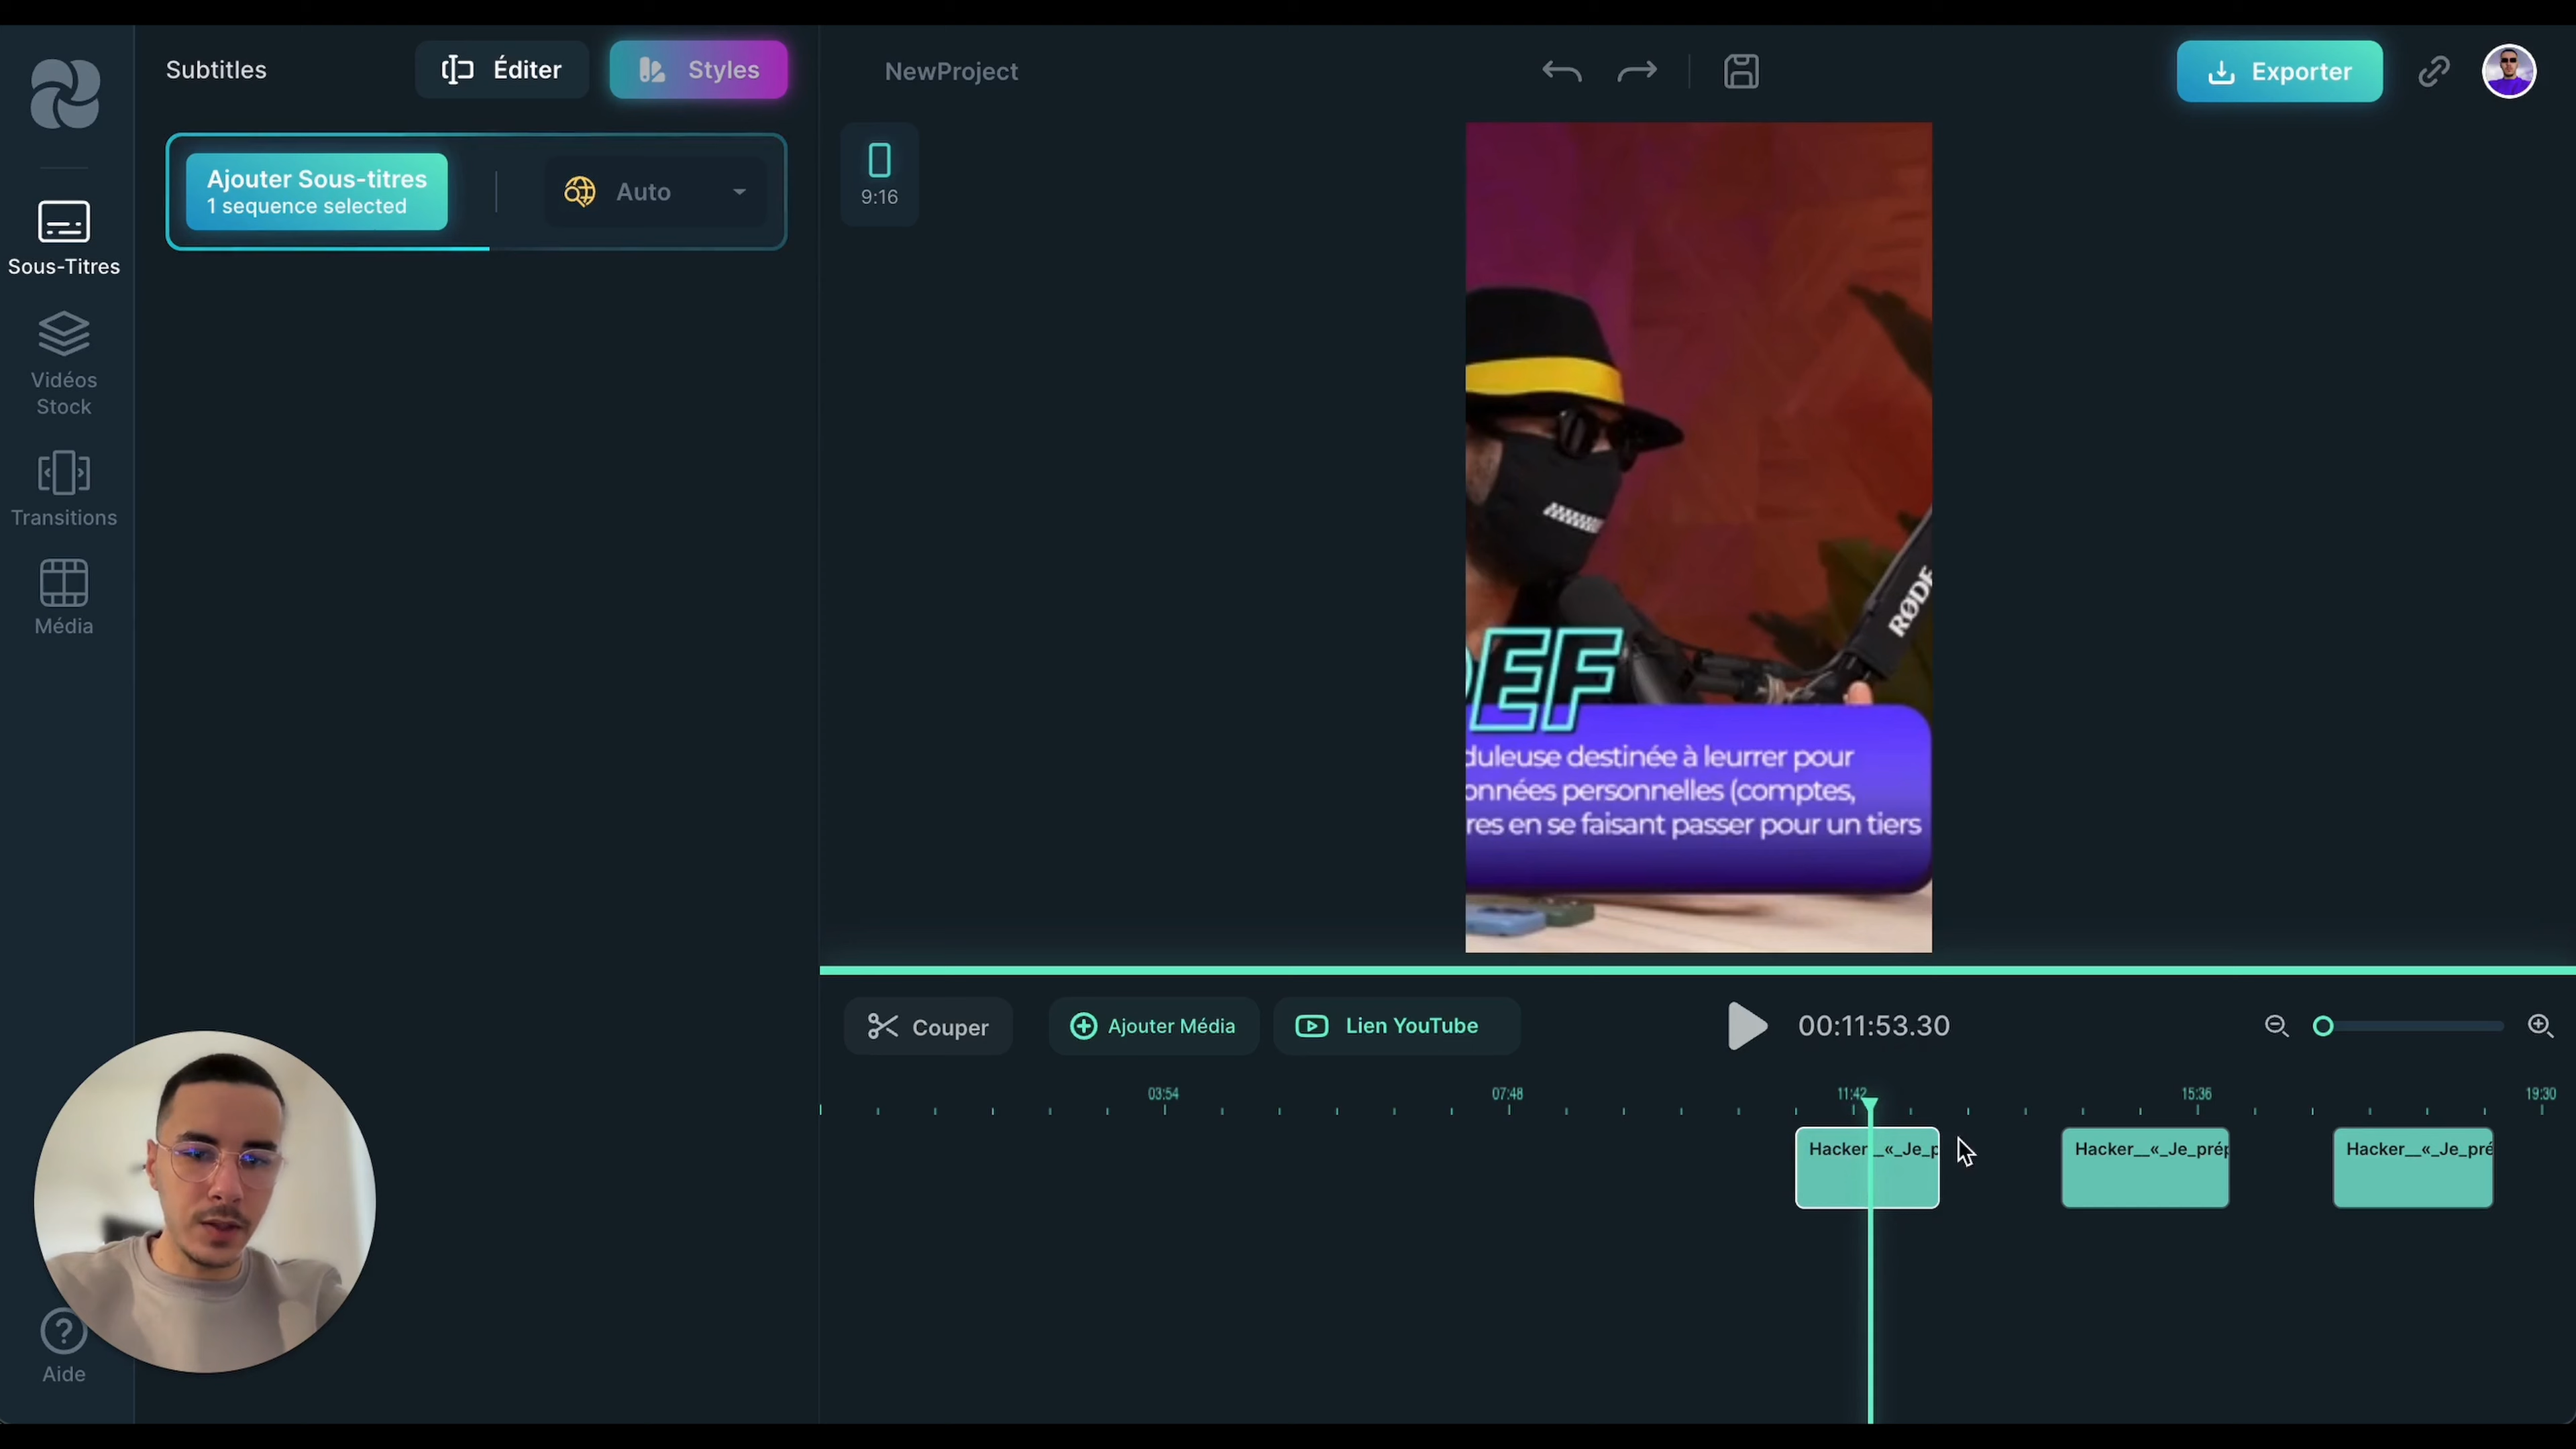 Subtitles
Éditer
Styles
NewProject
Exporter
Ajouter Sous-titres
1 sequence selected
Auto
9:16
Sous-Titres
Vidéos
Stock
Transitions
Média
Aide
RØDE
EF
duleuse destinée à leurrer pour
onnées personnelles (comptes,
res en se faisant passer pour un tiers
Couper
Ajouter Média
Lien YouTube
00:11:53.30
03:54
07:48
11:42
15:36
19:30
Hacker__«_Je_p
Hacker__«_Je_prép
Hacker__«_Je_pré